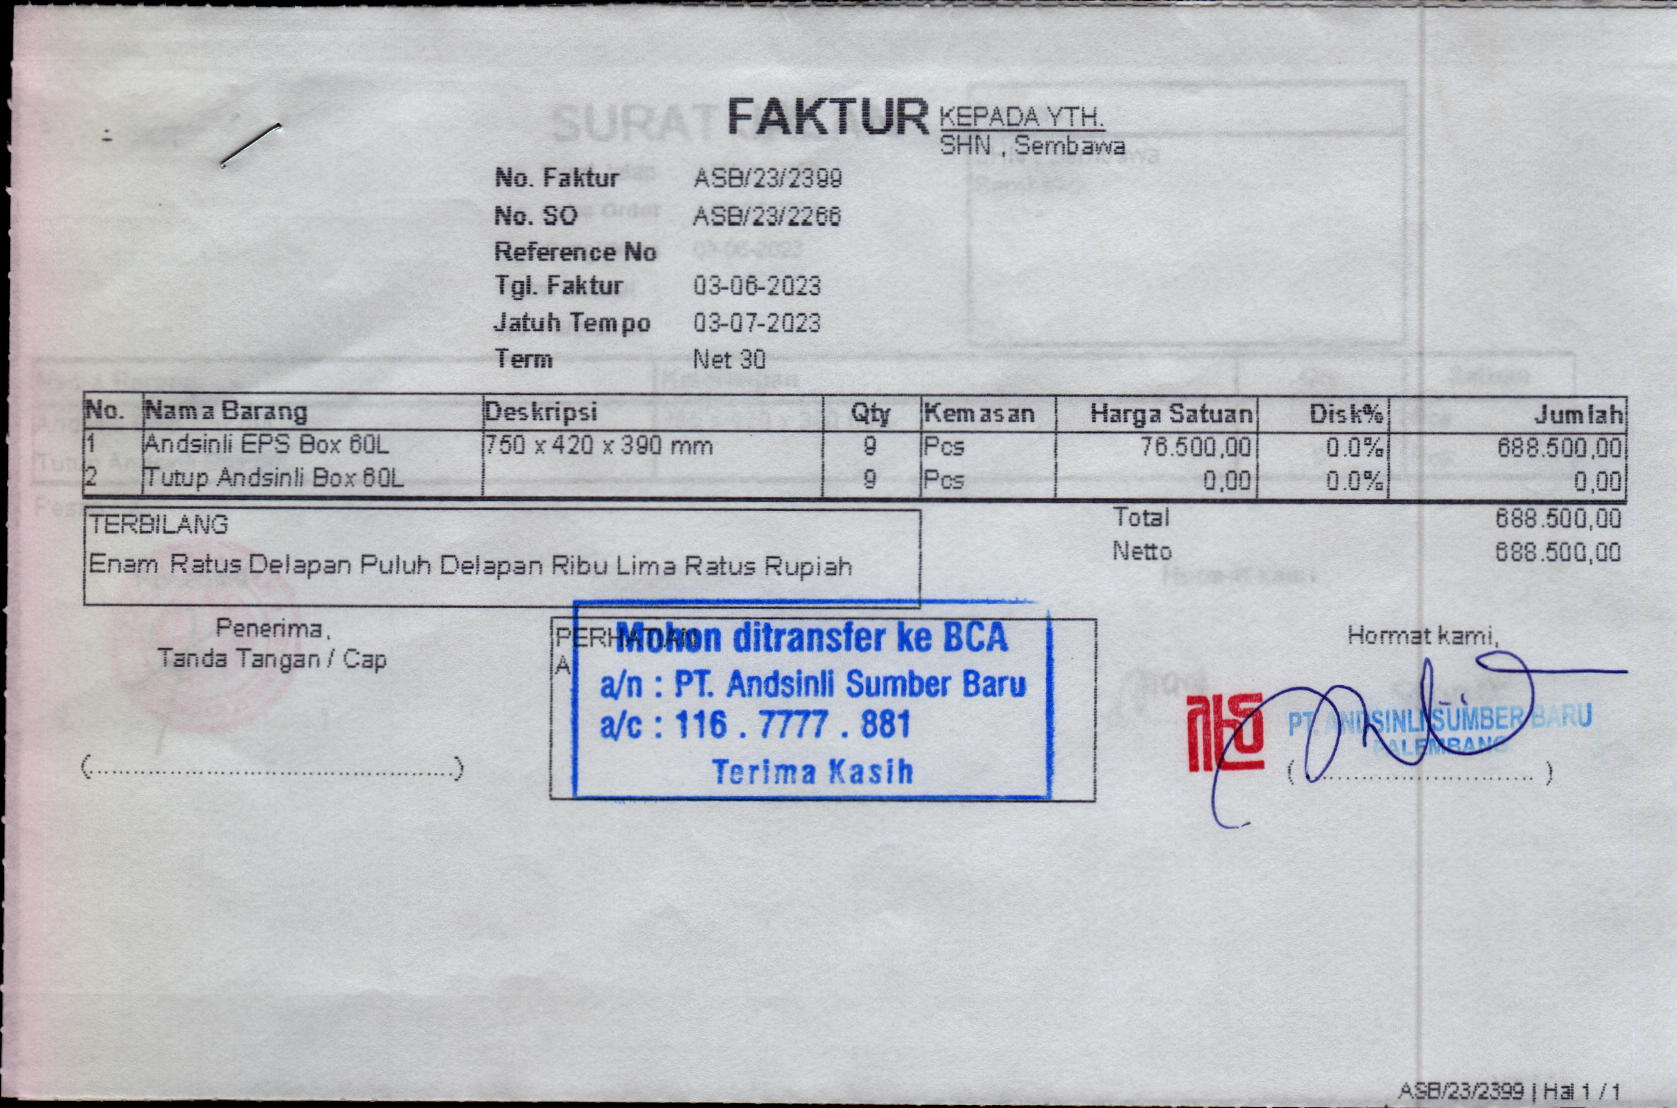 FAKTUR
KEPADA YTH.
SHN , Sembawa
No. Faktur ASB/23/2399
No. SO ASB/23/2266
Reference No
Tgl. Faktur 03-06-2023
Jatuh Tempo 03-07-2023
Term Net 30
No. Nama Barang Deskripsi Qty Kemasan Harga Satuan Disk% Jumlah
1 Andsinli EPS Box 60L 750 x 420 x 390 mm 9 Pcs 76.500,00 0.0% 688.500,00
2 Tutup Andsinli Box 60L 9 Pcs 0,00 0.0% 0,00
TERBILANG
Enam Ratus Delapan Puluh Delapan Ribu Lima Ratus Rupiah
Total 688.500,00
Netto 688.500,00
Penerima,
Tanda Tangan / Cap
PERHATIAN
A
Mohon ditransfer ke BCA
a/n : PT. Andsinli Sumber Baru
a/c : 116 . 7777 . 881
Terima Kasih
Hormat kami,
PT. ANDSINLI SUMBER BARU
PALEMBANG
ASB/23/2399 | Hal 1 / 1